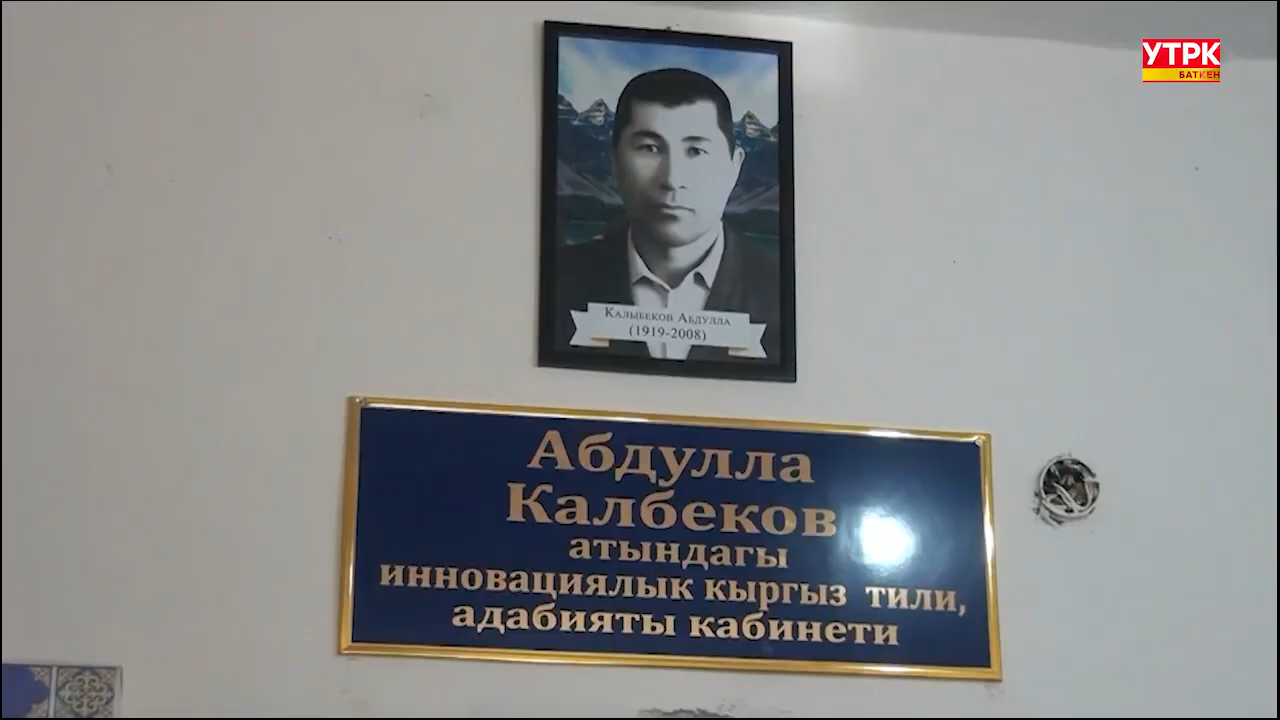 УТРК
БАТКЕН
Калыбеков Абдулла
(1919-2008)
Абдулла
Калбеков
атындагы
инновациялык кыргыз тили,
адабияты кабинети